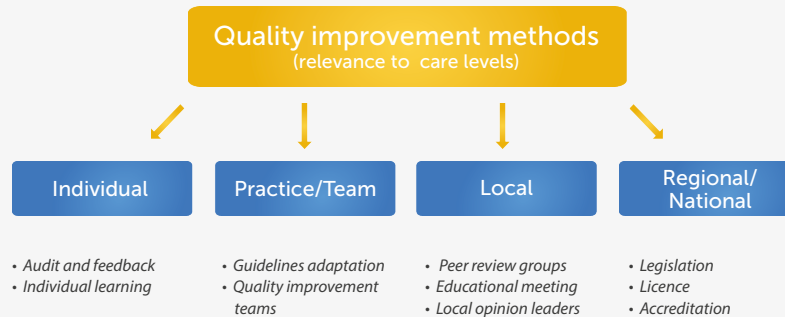 Quality improvement methods
(relevance to care levels)
Individual
Practice/Team
Local
Regional/
National
• Audit and feedback
• Individual learning
• Guidelines adaptation
• Quality improvement
teams
• Peer review groups
• Educational meeting
• Local opinion leaders
• Legislation
• Licence
• Accreditation